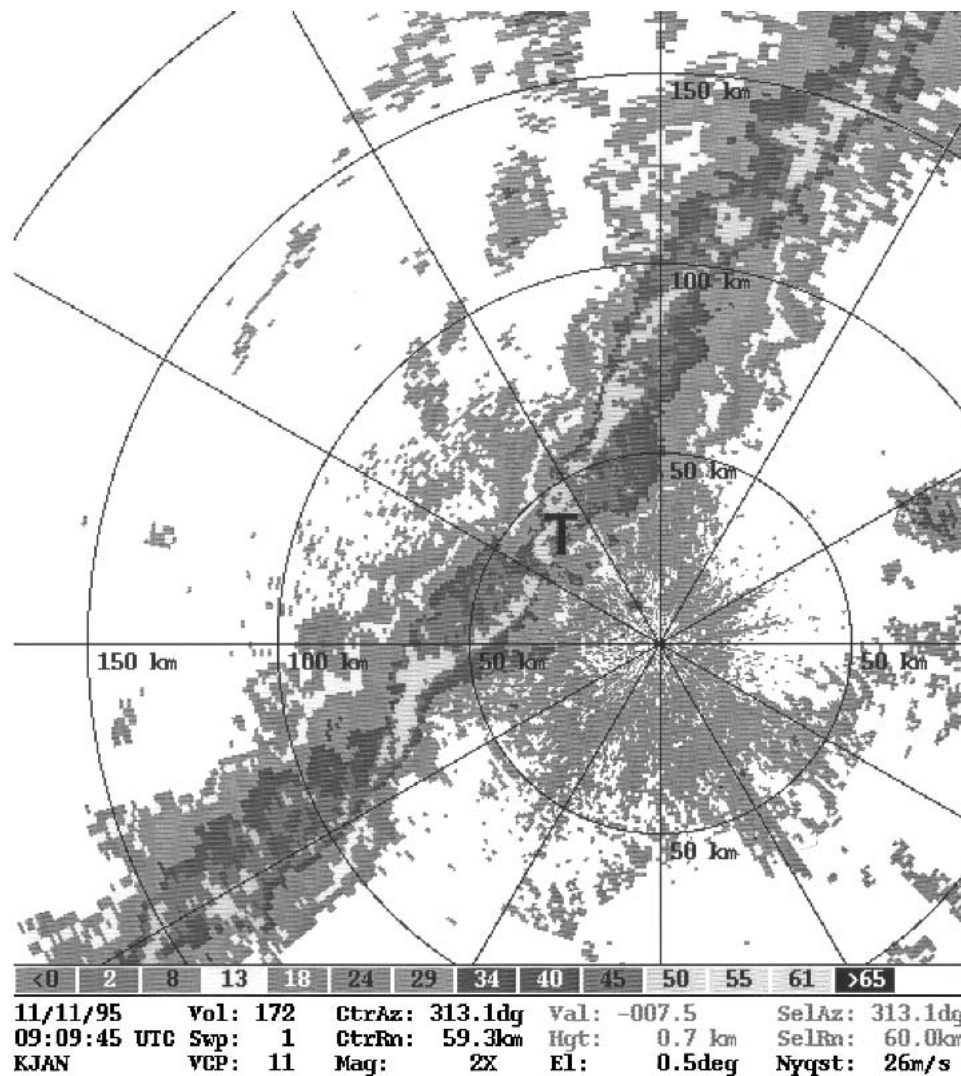 150 km
100 km
50 km
T
150 km 100 km 50 km 50 km
50 km
<0 2 8 13 18 24 29 34 40 45 50 55 61 >65
11/11/95 Vol: 172 CtrAz: 313.1dg Val: -007.5 SelAz: 313.1dg
09:09:45 UTC Swp: 1 CtrRn: 59.3km Hgt: 0.7 km SelRn: 60.0km
KJAN VCP: 11 Mag: 2X El: 0.5deg Nyqst: 26m/s